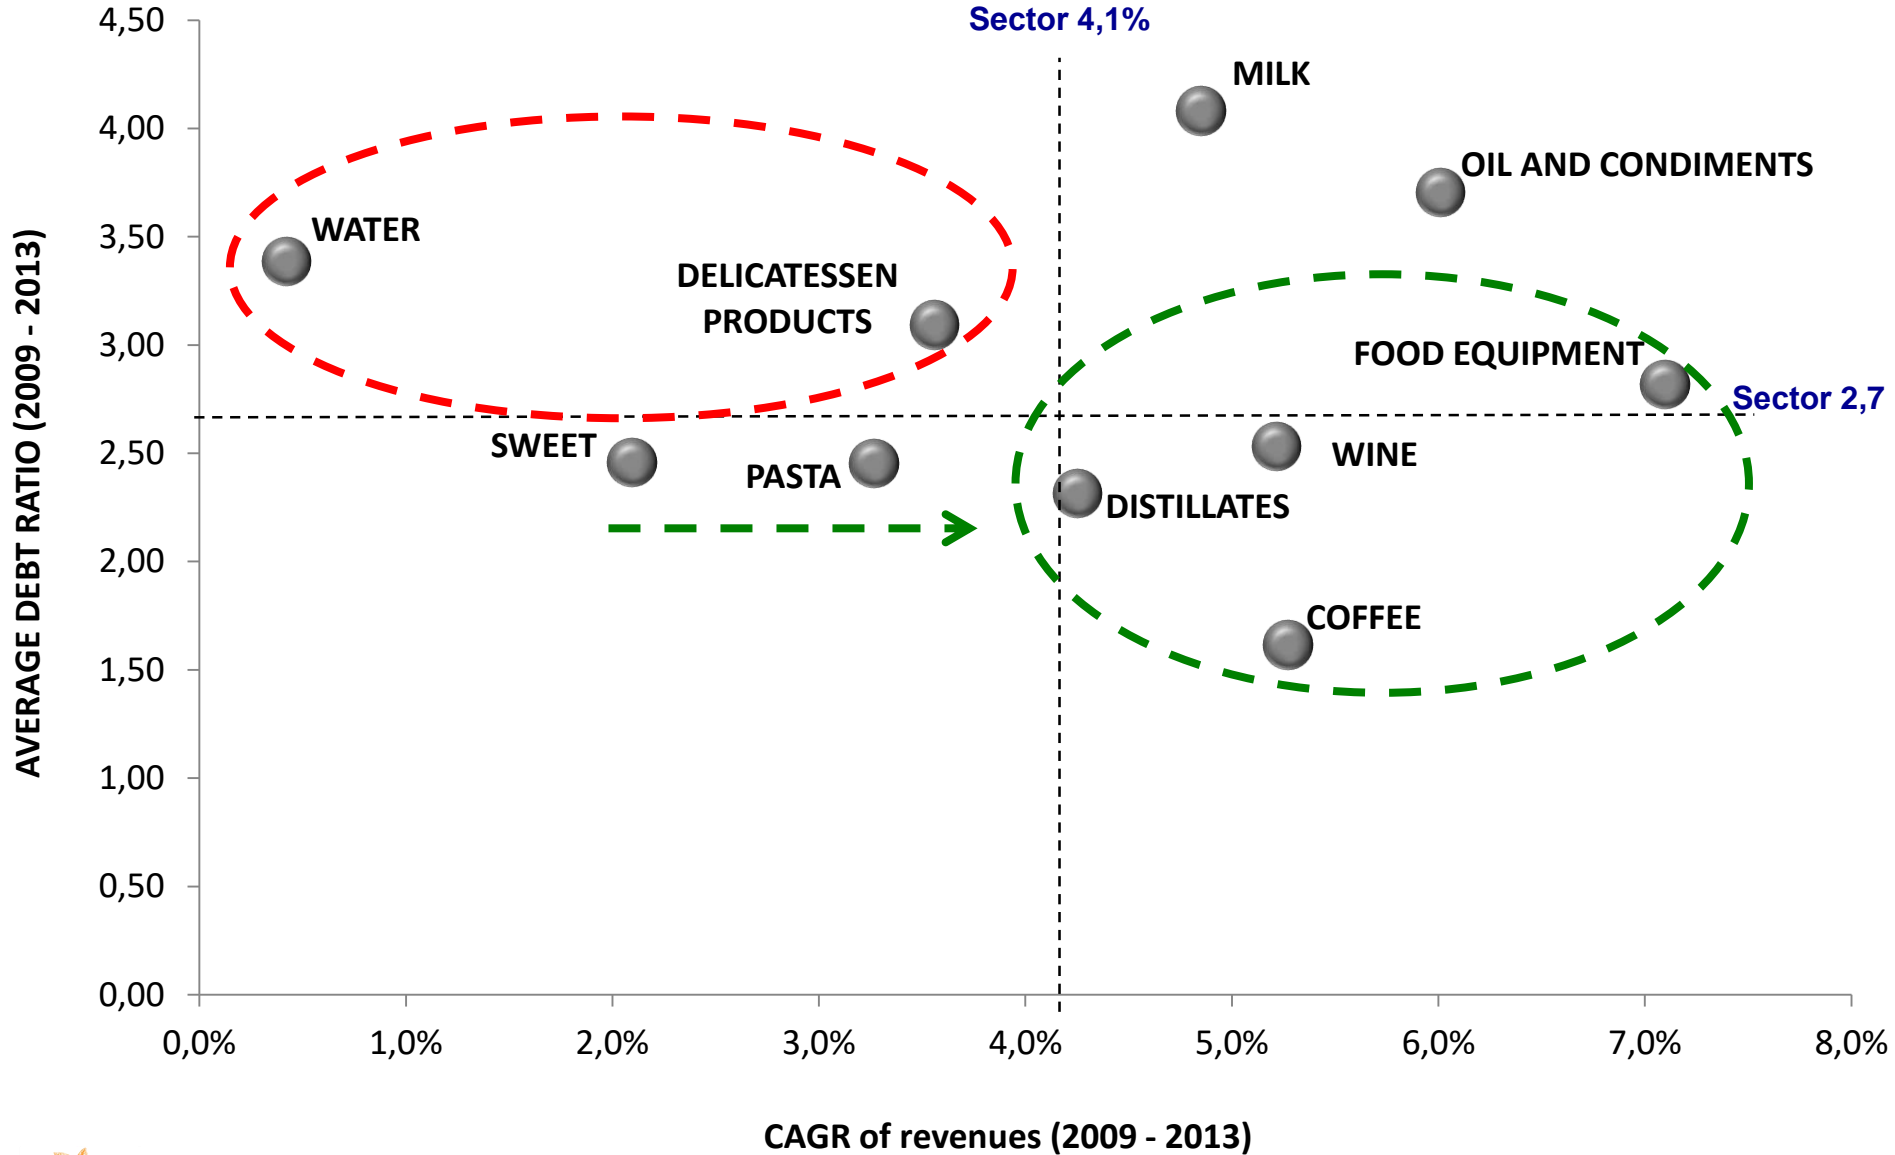 4,50
Sector 4,1%
MILK
4,00
OIL AND CONDIMENTS
3,50
WATER
DELICATESSEN
PRODUCTS
3,00
FOOD EQUIPMENT
Sector 2,7
2,50
SWEET
PASTA
WINE
DISTILLATES
2,00
COFFEE
1,50
1,00
0,50
0,00
AVERAGE DEBT RATIO (2009 - 2013)
0,0% 1,0% 2,0% 3,0% 4,0% 5,0% 6,0% 7,0% 8,0%
CAGR of revenues (2009 - 2013)